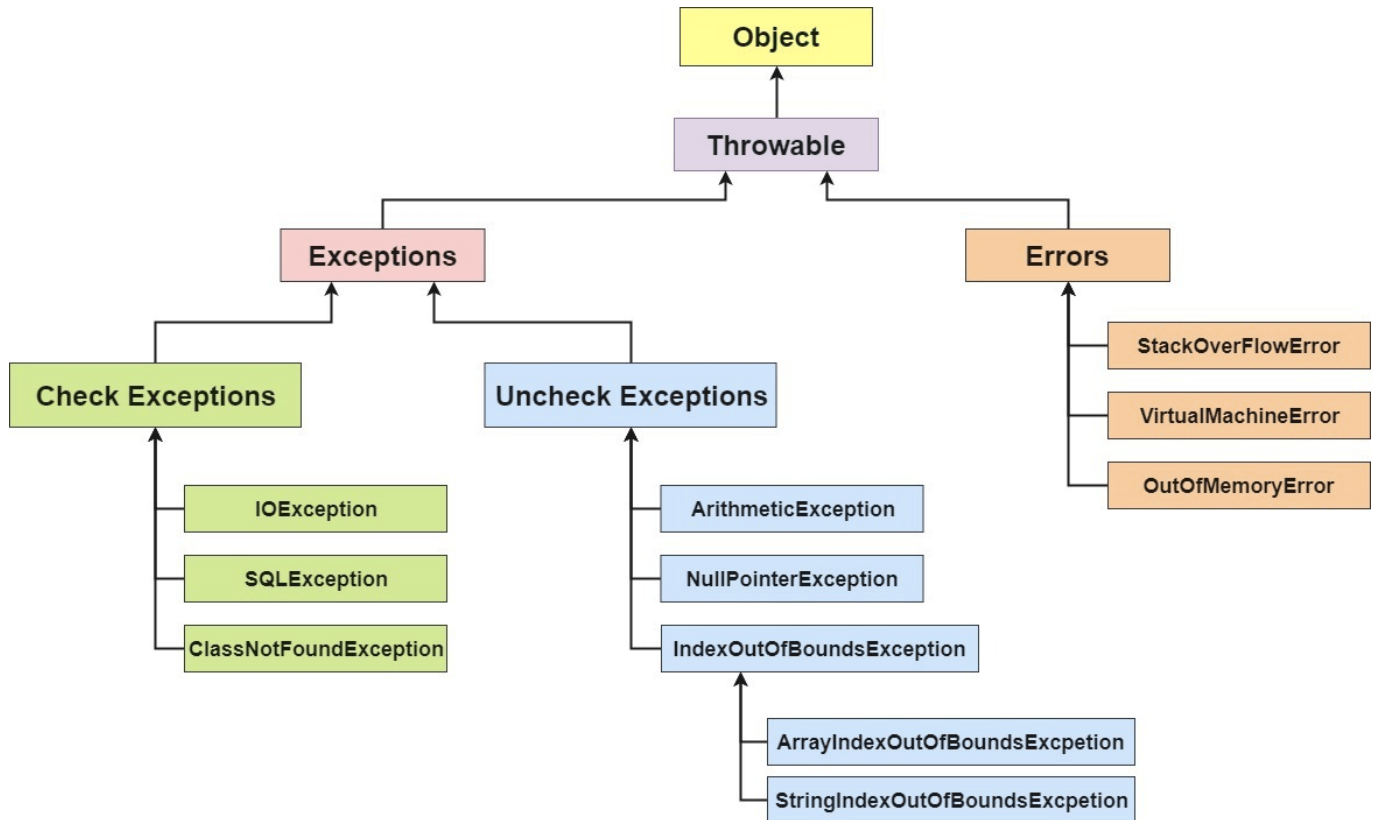 Object
Throwable
Exceptions
Errors
StackOverFlowError
VirtualMachineError
OutOfMemoryError
Check Exceptions
Uncheck Exceptions
IOException
SQLException
ClassNotFoundException
ArithmeticException
NullPointerException
IndexOutOfBoundsException
ArrayIndexOutOfBoundsExcpetion
StringIndexOutOfBoundsExcpetion